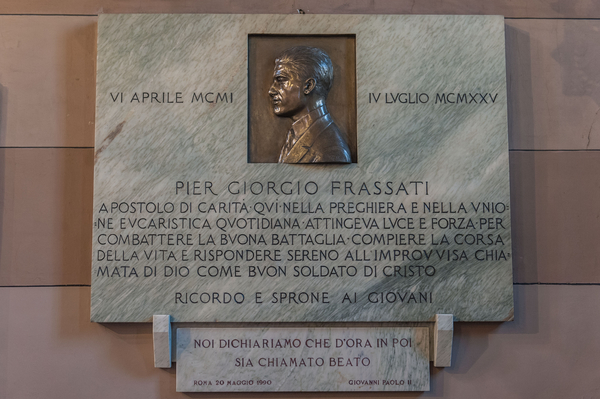 VI APRILE MCMI
IV LUGLIO MCMXXV
PIER GIORGIO FRASSATI
APOSTOLO DI CARITÀ·QVI·NELLA PREGHIERA E NELLA VNIO=
=NE EVCARISTICA QVOTIDIANA·ATTINGEVA LVCE E FORZA·PER
COMBATTERE LA BVONA BATTAGLIA·COMPIERE LA CORSA
DELLA VITA E RISPONDERE SERENO ALL'IMPROVVISA CHIA=
=MATA DI DIO COME BVON SOLDATO DI CRISTO
RICORDO E SPRONE AI GIOVANI
NOI DICHIARIAMO CHE D'ORA IN POI
SIA CHIAMATO BEATO
ROMA 20 MAGGIO 1990 GIOVANNI PAOLO II